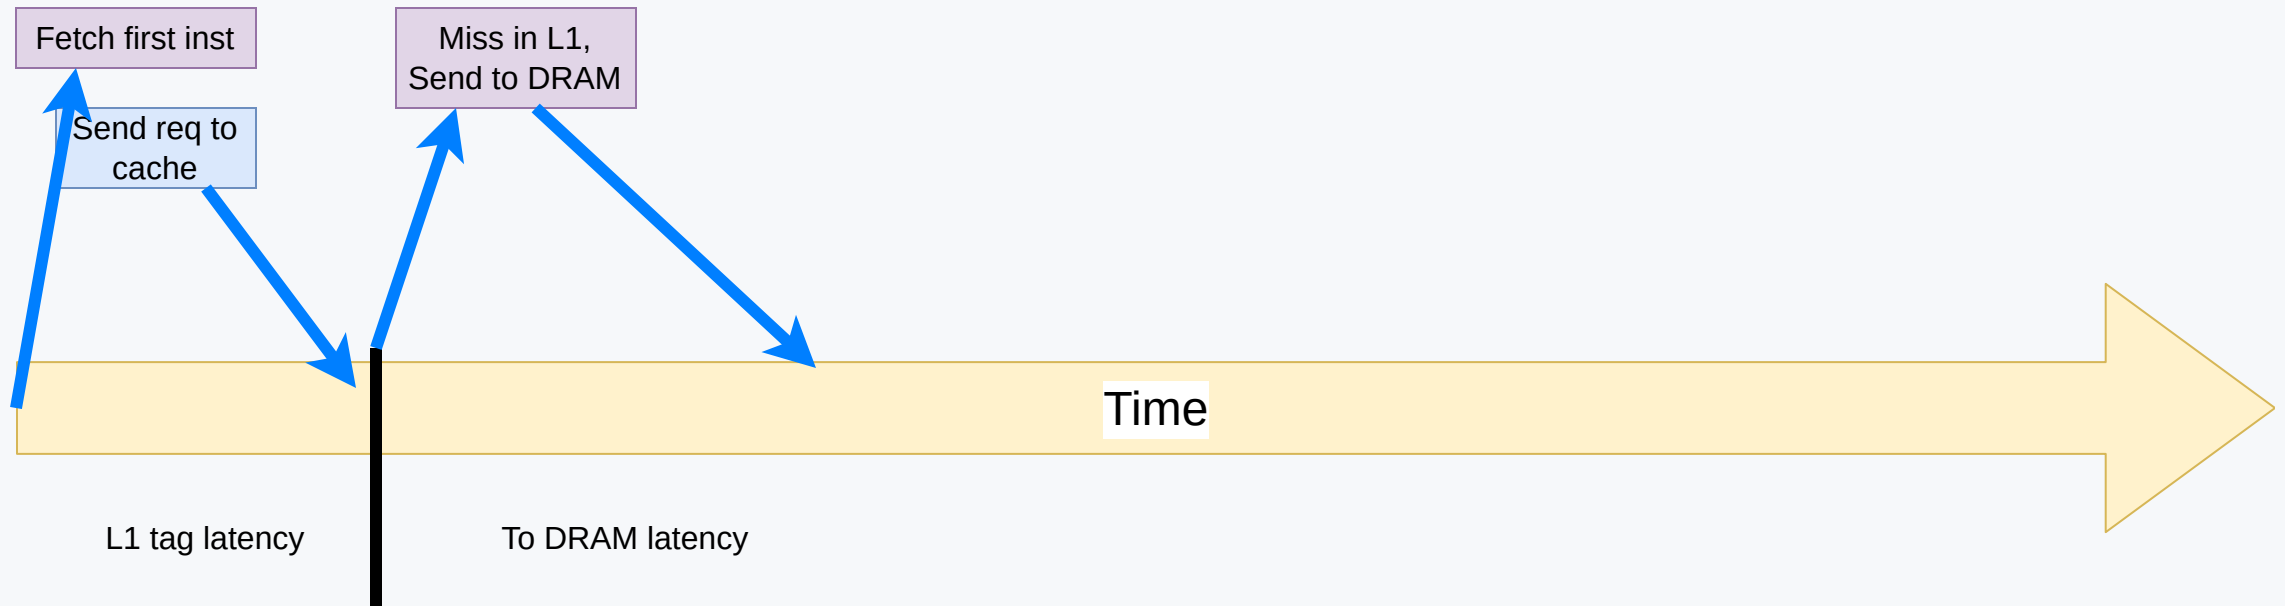 Fetch first inst
Send req to
cache
Miss in L1,
Send to DRAM
Time
L1 tag latency
To DRAM latency